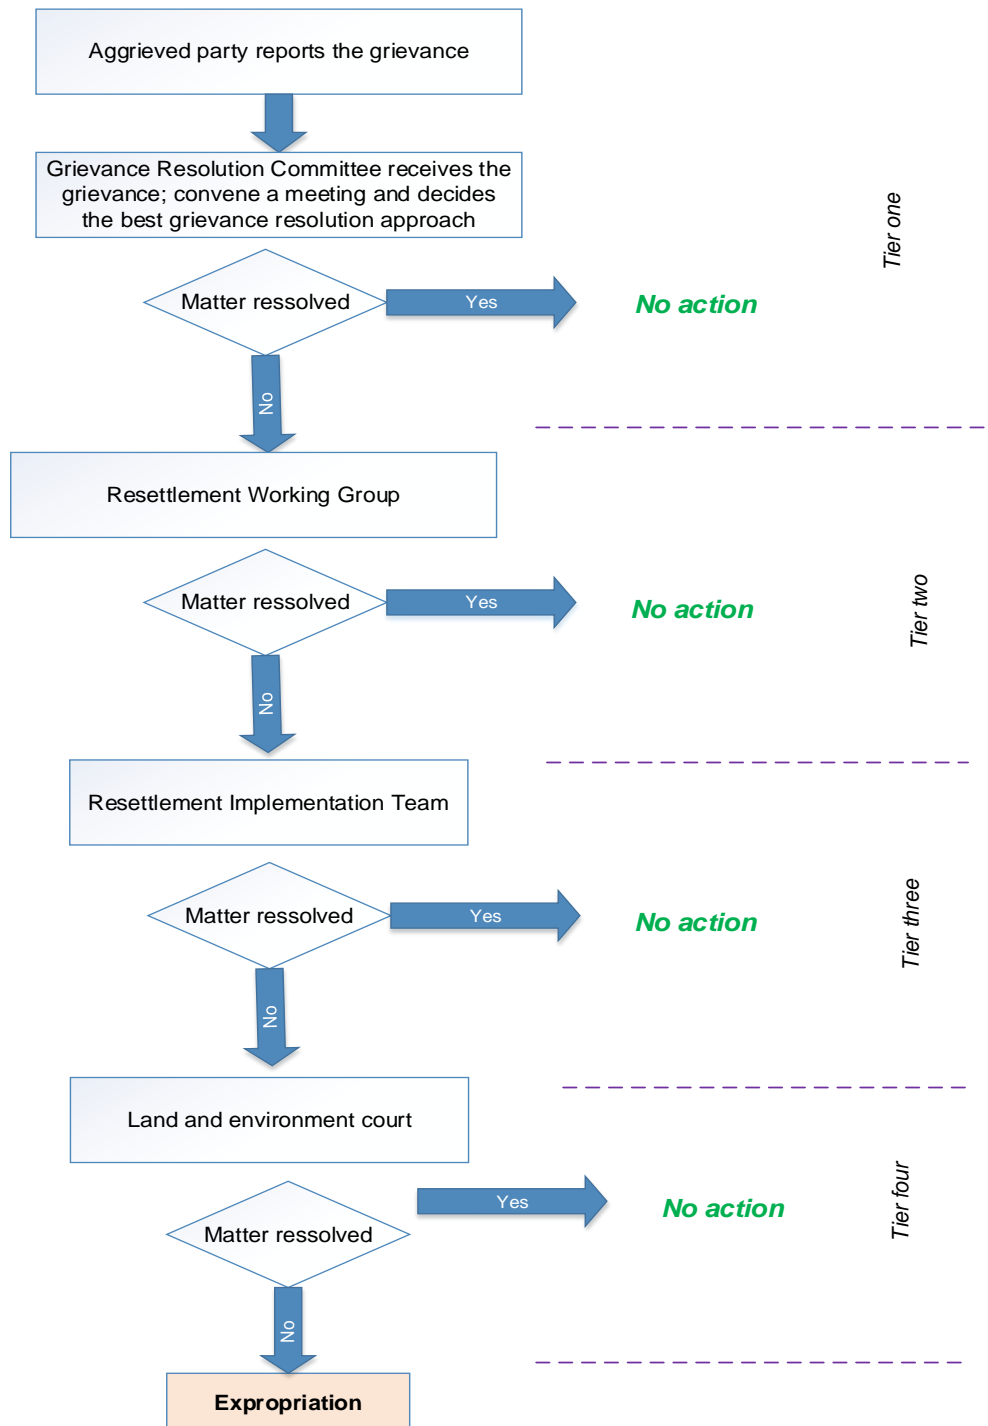 Aggrieved party reports the grievance
Grievance Resolution Committee receives the
grievance; convene a meeting and decides
the best grievance resolution approach
Tier one
Matter ressolved
Yes
No action
No
Resettlement Working Group
Tier two
Matter ressolved
Yes
No action
No
Resettlement Implementation Team
Tier three
Matter ressolved
Yes
No action
No
Land and environment court
Tier four
Yes
No action
Matter ressolved
No
Expropriation